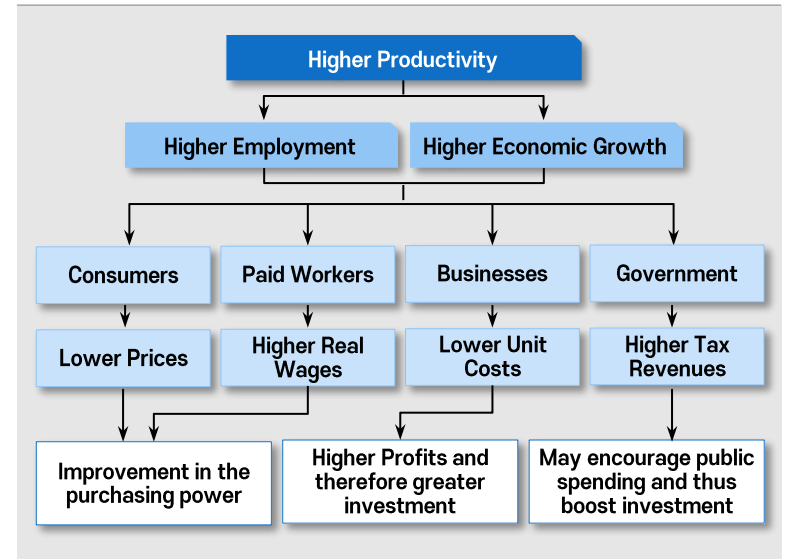 Higher Productivity
Higher Employment
Higher Economic Growth
Consumers
Paid Workers
Businesses
Government
Lower Prices
Higher Real
Wages
Lower Unit
Costs
Higher Tax
Revenues
Improvement in the
purchasing power
Higher Profits and
therefore greater
investment
May encourage public
spending and thus
boost investment